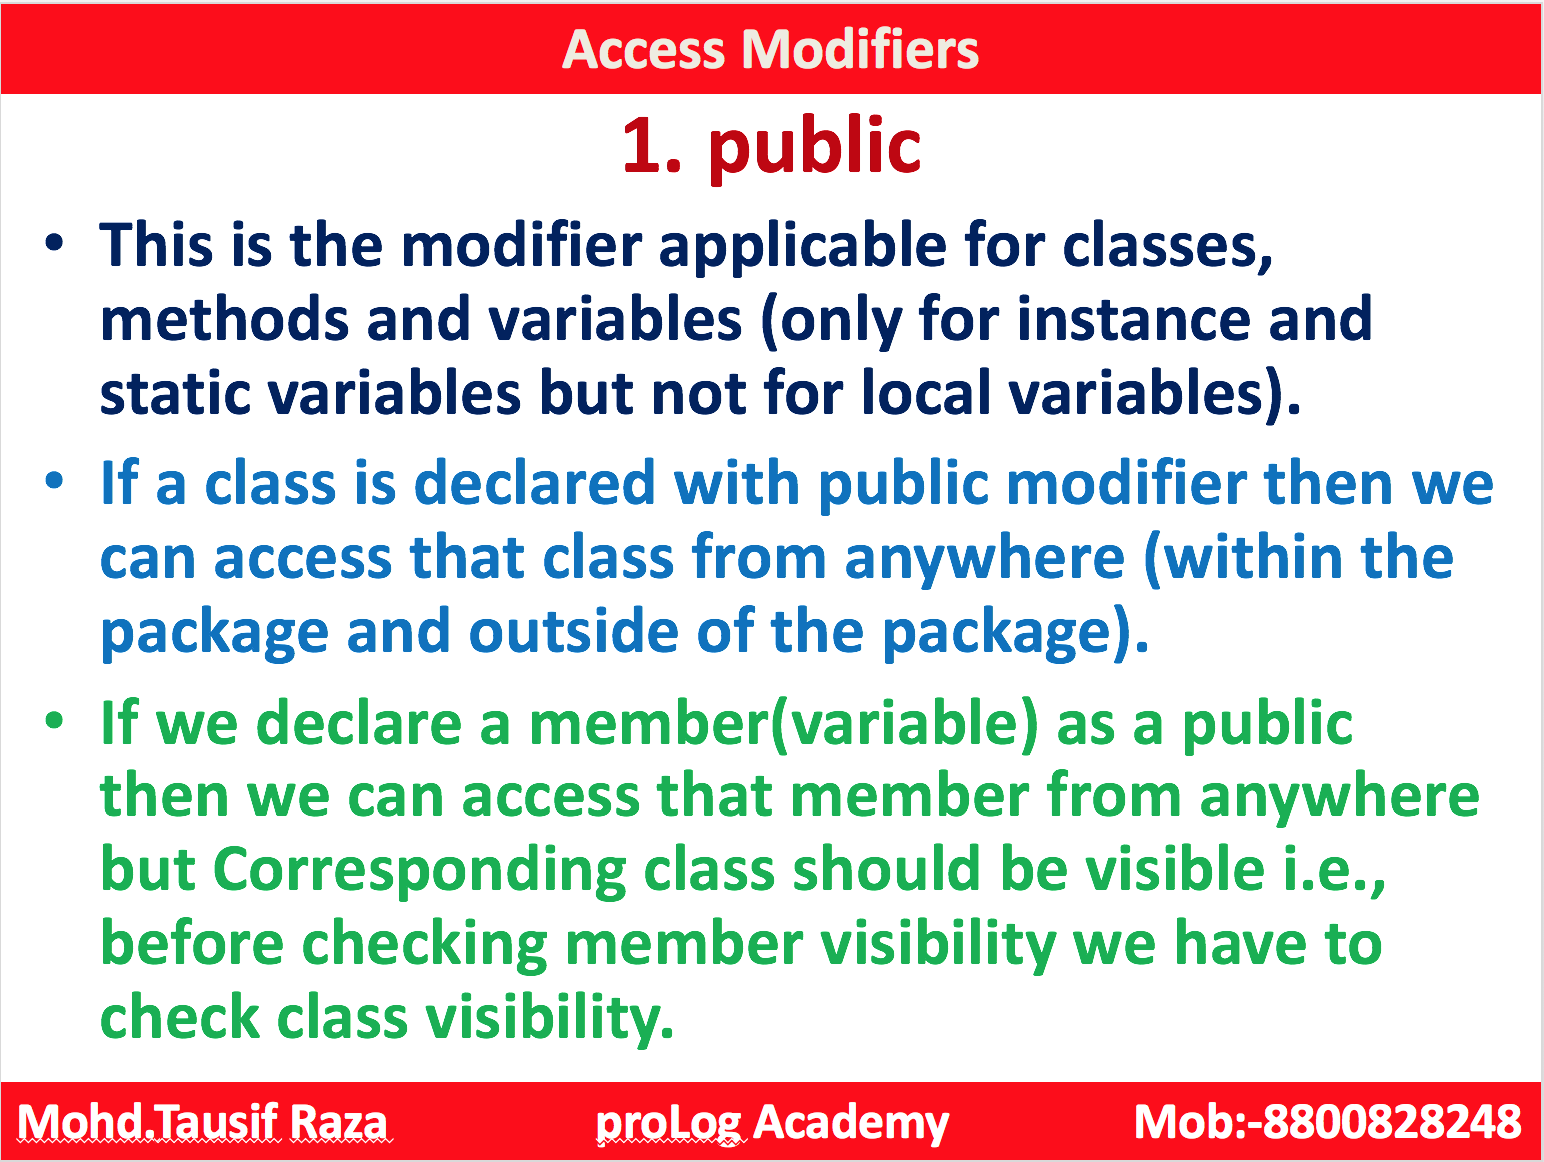 Access Modifiers
1. public
• This is the modifier applicable for classes,
methods and variables (only for instance and
static variables but not for local variables).
• If a class is declared with public modifier then we
can access that class from anywhere (within the
package and outside of the package).
• If we declare a member(variable) as a public
then we can access that member from anywhere
but Corresponding class should be visible i.e.,
before checking member visibility we have to
check class visibility.
Mohd.Tausif Raza proLog Academy Mob:-8800828248